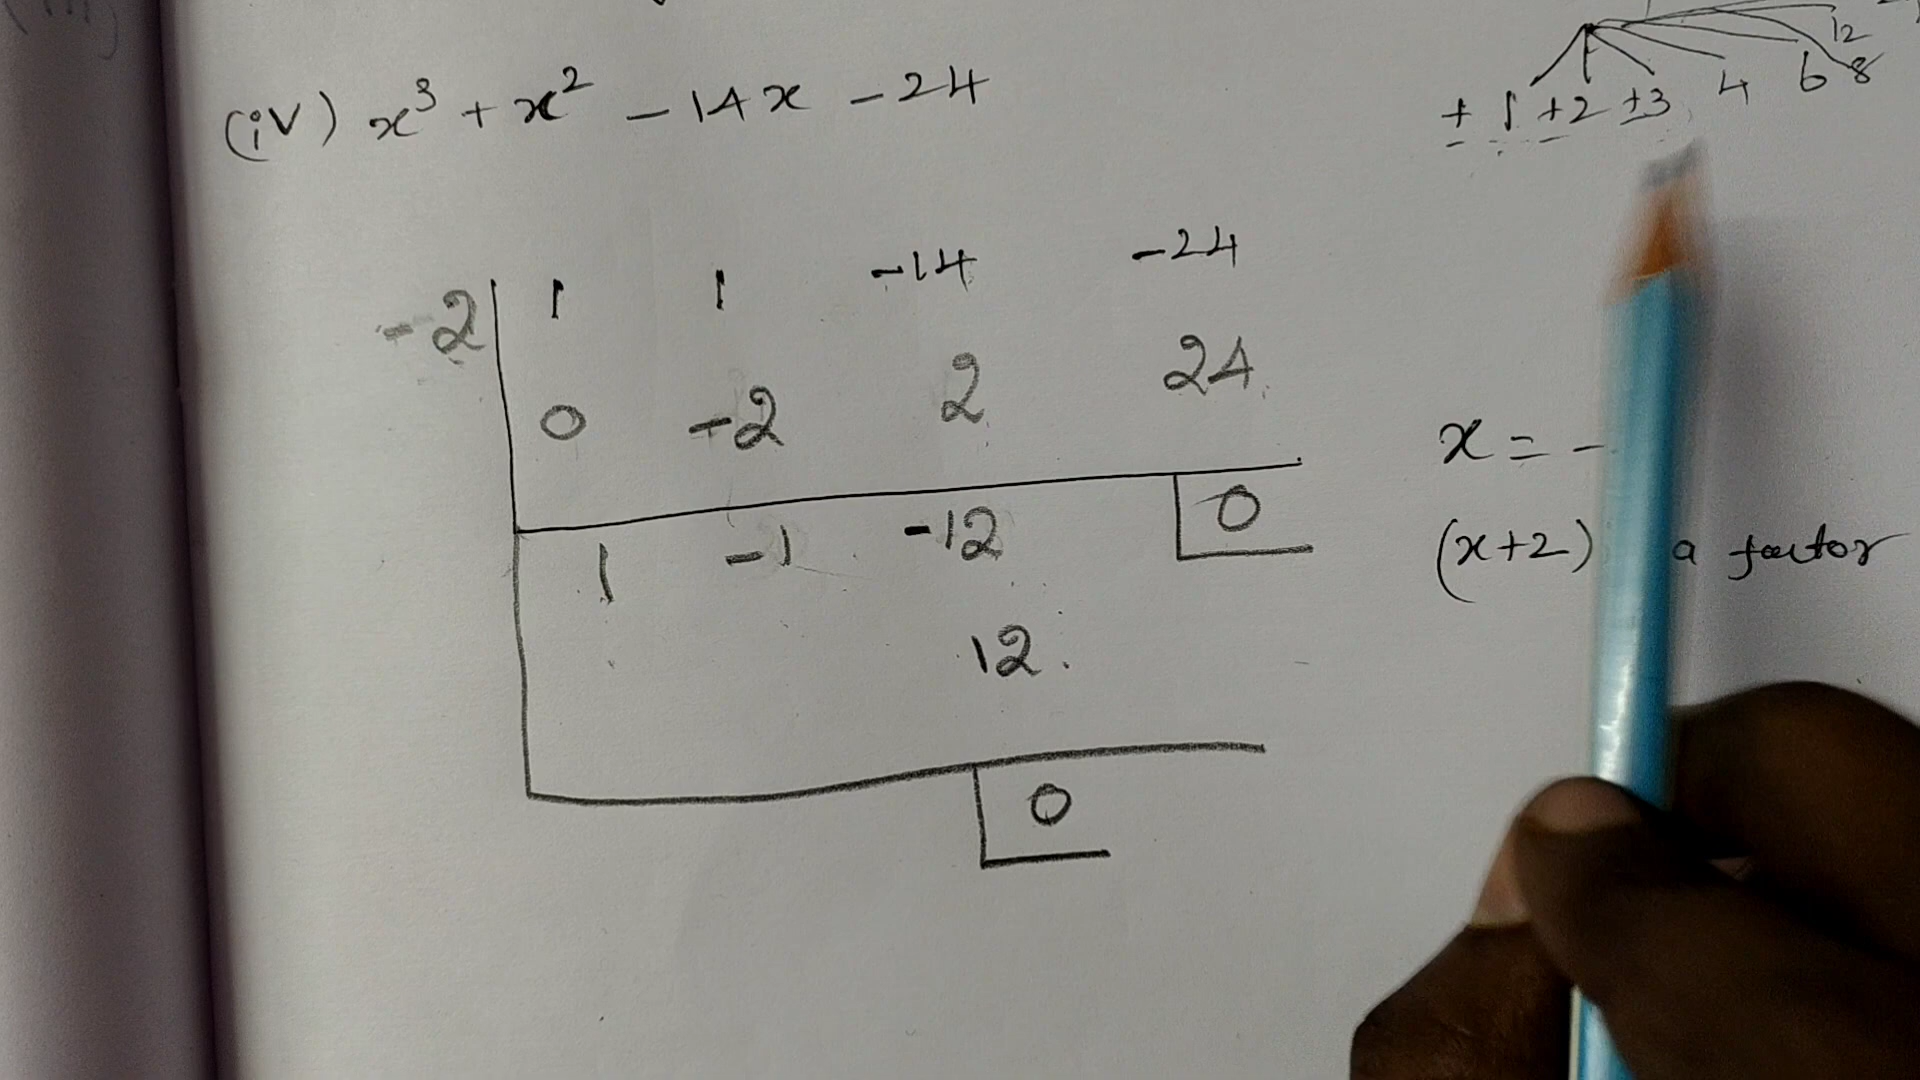 12
6 8
(iv) x³ + x² - 14x - 24
± 1 ±2 ±3 4
-2 1 1 -14 -24
0 -2 2 24
x = -
1 -1 -12 0
(x+2) a factor
12
0